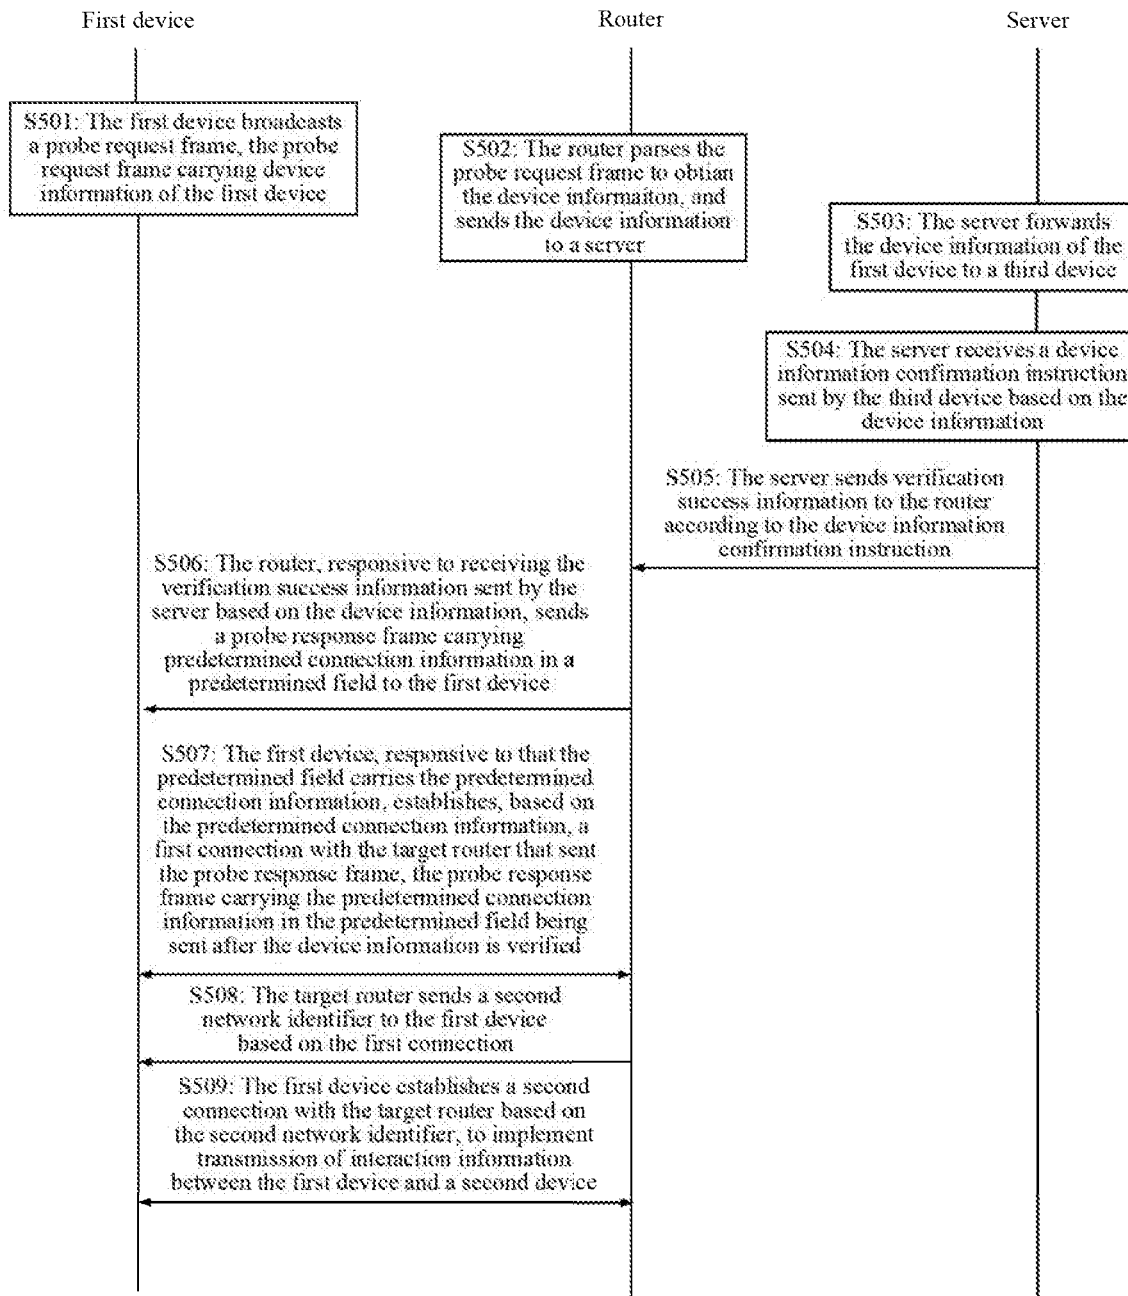 First device
Router
Server
S501: The first device broadcasts
a probe request frame, the probe
request frame carrying device
information of the first device
S502: The router parses the
probe request frame to obtian
the device informaiton, and
sends the device information
to a server
S503: The server forwards
the device information of the
first device to a third device
S504: The server receives a device
information confirmation instruction
sent by the third device based on the
device information
S505: The server sends verification
success information to the router
according to the device information
confirmation instruction
S506: The router, responsive to receiving the
verification success information sent by the
server based on the device information, sends
a probe response frame carrying
predetermined connection information in a
predetermined field to the first device
S507: The first device, responsive to that the
predetermined field carries the predetermined
connection information, establishes, based on
the predetermined connection information, a
first connection with the target router that sent
the probe response frame, the probe response
frame carrying the predetermined connection
information in the predetermined field being
sent after the device information is verified
S508: The target router sends a second
network identifier to the first device
based on the first connection
S509: The first device establishes a second
connection with the target router based on
the second network identifier, to implement
transmission of interaction information
between the first device and a second device